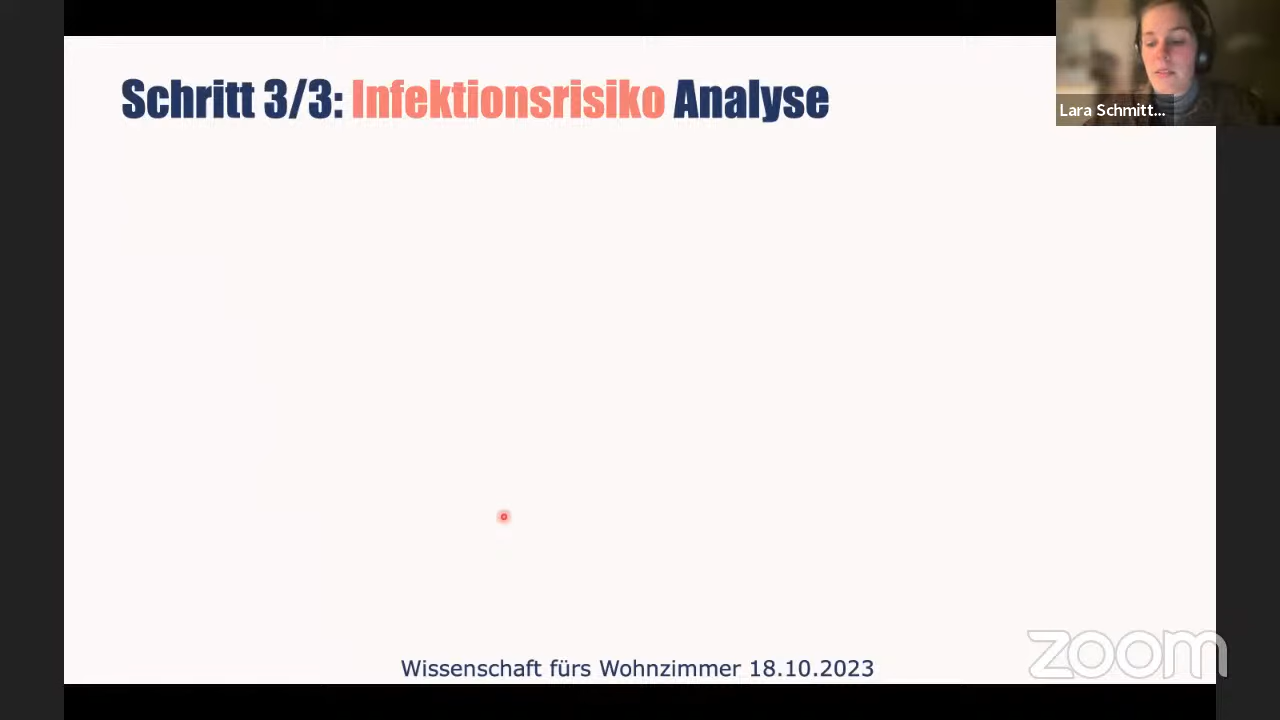 Schritt 3/3: Infektionsrisiko Analyse
Lara Schmitt...
Wissenschaft fürs Wohnzimmer 18.10.2023
zoom